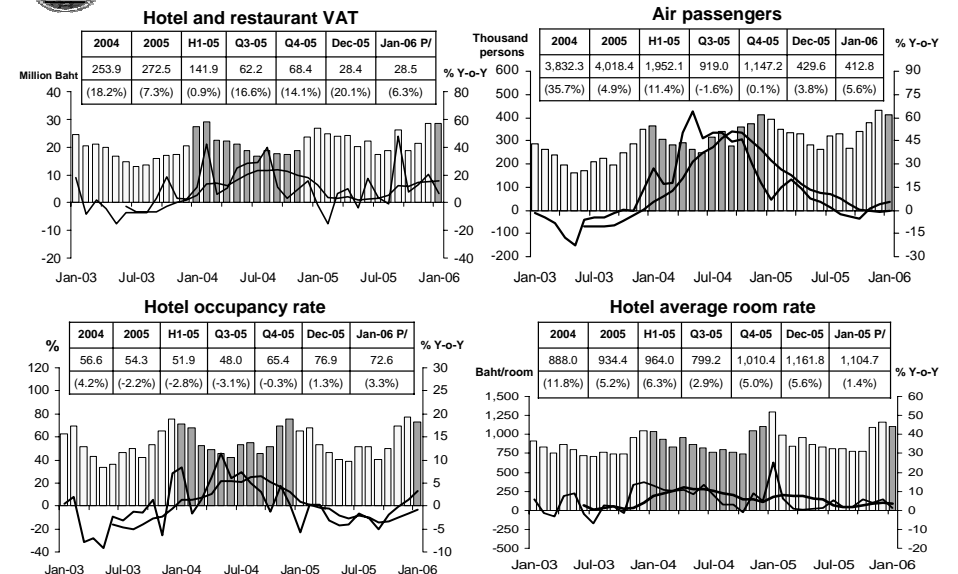 Hotel and restaurant VAT
2004 2005 H1-05 Q3-05 Q4-05 Dec-05 Jan-06 P/
253.9 272.5 141.9 62.2 68.4 28.4 28.5
(18.2%) (7.3%) (0.9%) (16.6%) (14.1%) (20.1%) (6.3%)
Million Baht
% Y-o-Y
40
30
20
10
0
-10
-20
80
60
40
20
0
-20
-40
Jan-03 Jul-03 Jan-04 Jul-04 Jan-05 Jul-05 Jan-06
Air passengers
Thousand
persons
2004 2005 H1-05 Q3-05 Q4-05 Dec-05 Jan-06
3,832.3 4,018.4 1,952.1 919.0 1,147.2 429.6 412.8
(35.7%) (4.9%) (11.4%) (-1.6%) (0.1%) (3.8%) (5.6%)
% Y-o-Y
600
500
400
300
200
100
0
-100
-200
90
75
60
45
30
15
0
-15
-30
Jan-03 Jul-03 Jan-04 Jul-04 Jan-05 Jul-05 Jan-06
Hotel occupancy rate
2004 2005 H1-05 Q3-05 Q4-05 Dec-05 Jan-06 P/
56.6 54.3 51.9 48.0 65.4 76.9 72.6
(4.2%) (-2.2%) (-2.8%) (-3.1%) (-0.3%) (1.3%) (3.3%)
%
% Y-o-Y
120
100
80
60
40
20
0
-20
-40
30
25
20
15
10
5
0
-5
-10
Jan-03 Jul-03 Jan-04 Jul-04 Jan-05 Jul-05 Jan-06
Hotel average room rate
2004 2005 H1-05 Q3-05 Q4-05 Dec-05 Jan-05 P/
888.0 934.4 964.0 799.2 1,010.4 1,161.8 1,104.7
(11.8%) (5.2%) (6.3%) (2.9%) (5.0%) (5.6%) (1.4%)
Baht/room
% Y-o-Y
1,500
1,250
1,000
750
500
250
0
-250
-500
60
50
40
30
20
10
0
-10
-20
Jan-03 Jul-03 Jan-04 Jul-04 Jan-05 Jul-05 Jan-06